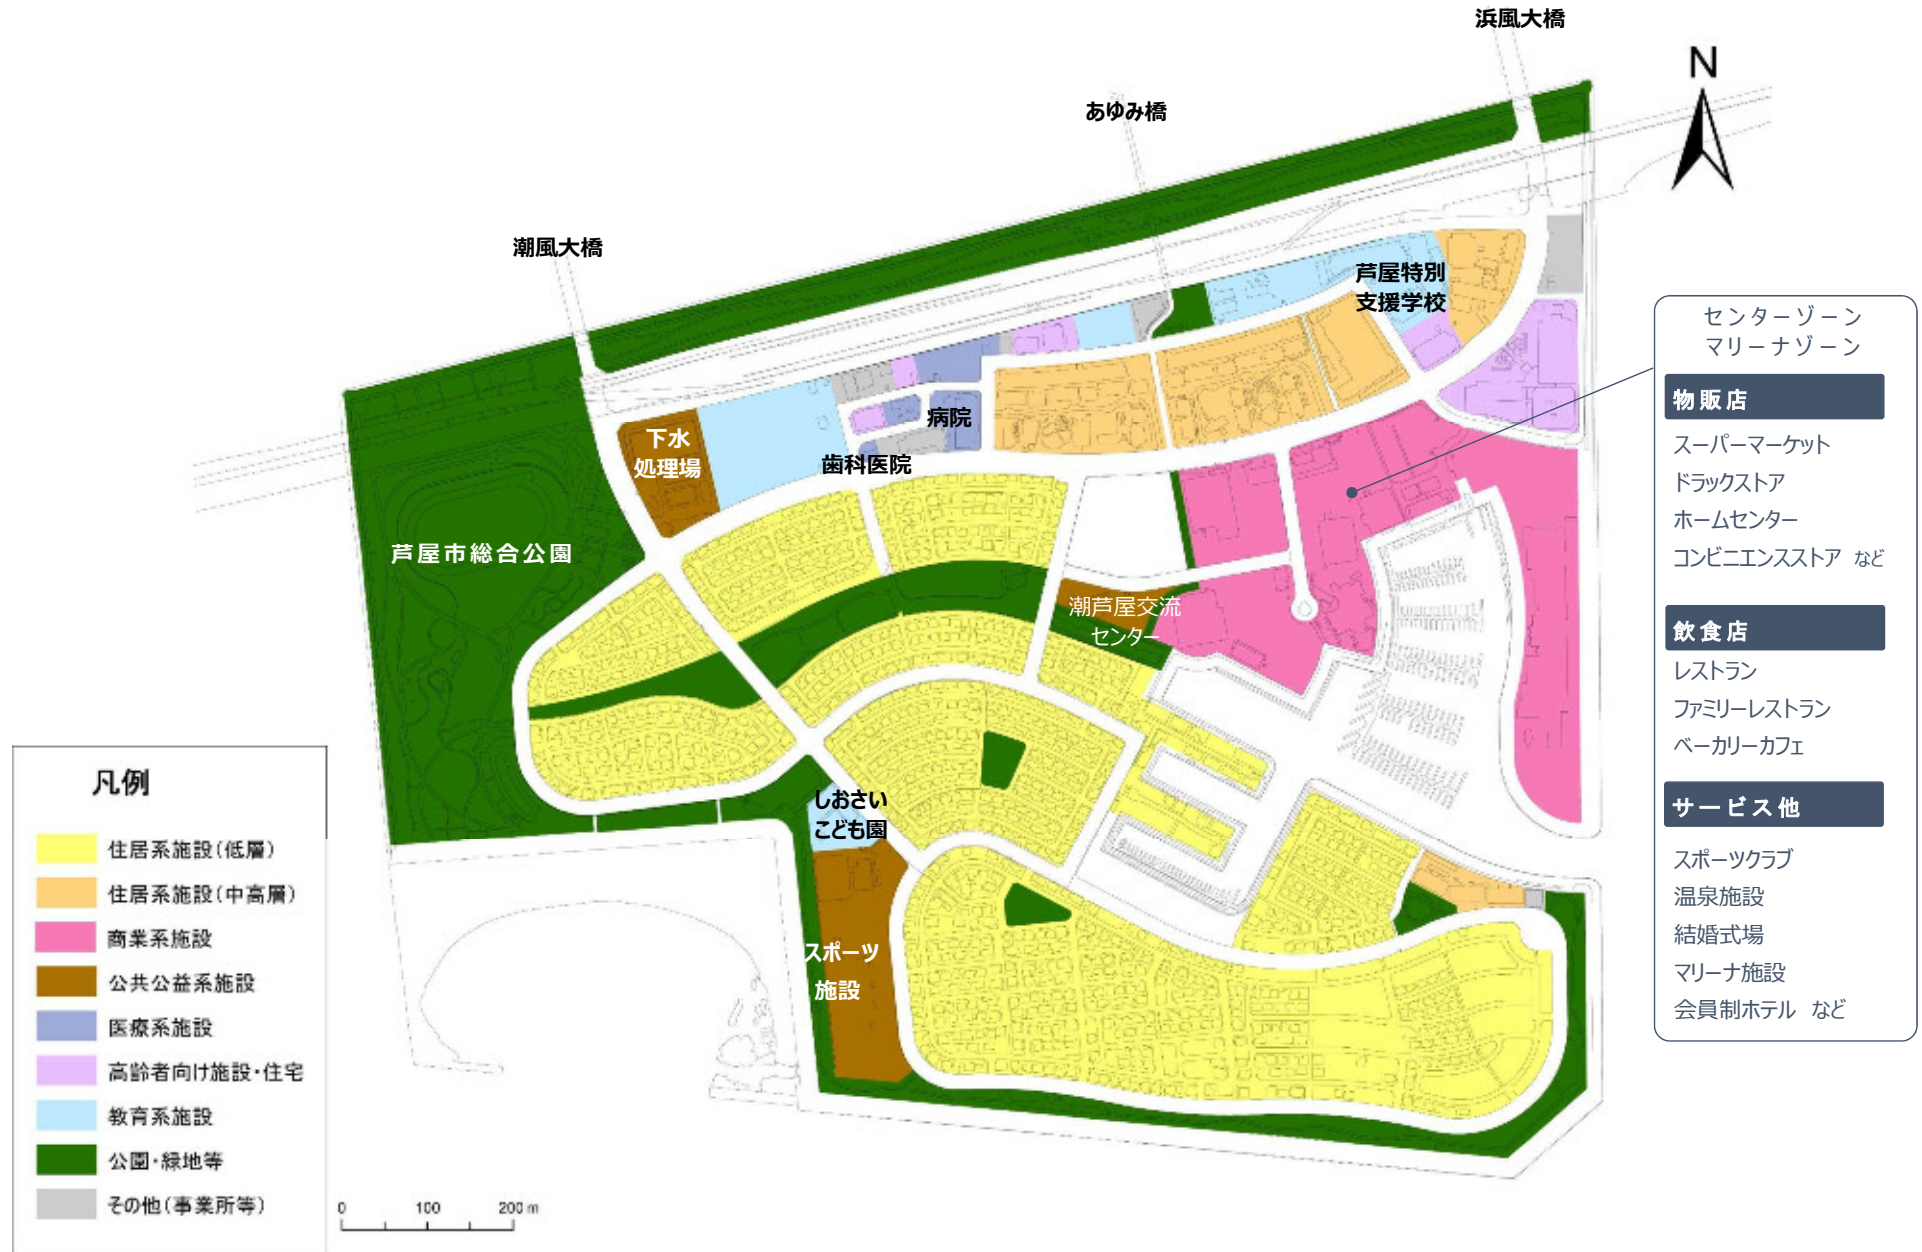 浜風大橋
N
あゆみ橋
潮風大橋
芦屋特別
支援学校
センターゾーン
マリーナゾーン
物販店
スーパーマーケット
ドラックストア
ホームセンター
コンビニエンスストア など
飲食店
レストラン
ファミリーレストラン
ベーカリーカフェ
サービス他
スポーツクラブ
温泉施設
結婚式場
マリーナ施設
会員制ホテル など
下水
処理場
病院
歯科医院
芦屋市総合公園
潮芦屋交流
センター
しおさい
こども園
スポーツ
施設
凡例
住居系施設(低層)
住居系施設(中高層)
商業系施設
公共公益系施設
医療系施設
高齢者向け施設・住宅
教育系施設
公園・緑地等
その他(事業所等)
0 100 200 m